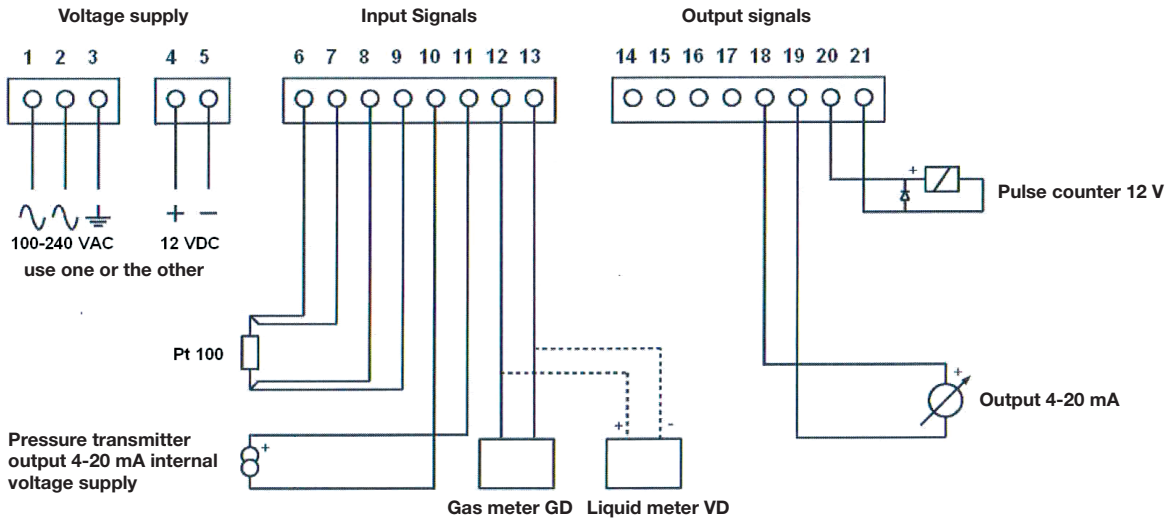 Voltage supply
Input Signals
Output signals
1 2 3
4 5
6 7 8 9 10 11 12 13
14 15 16 17 18 19 20 21
+
Pulse counter 12 V
+ −
100-240 VAC
12 VDC
use one or the other
Pt 100
+
Output 4-20 mA
+ -
Pressure transmitter
output 4-20 mA internal
voltage supply
+
Gas meter GD
Liquid meter VD